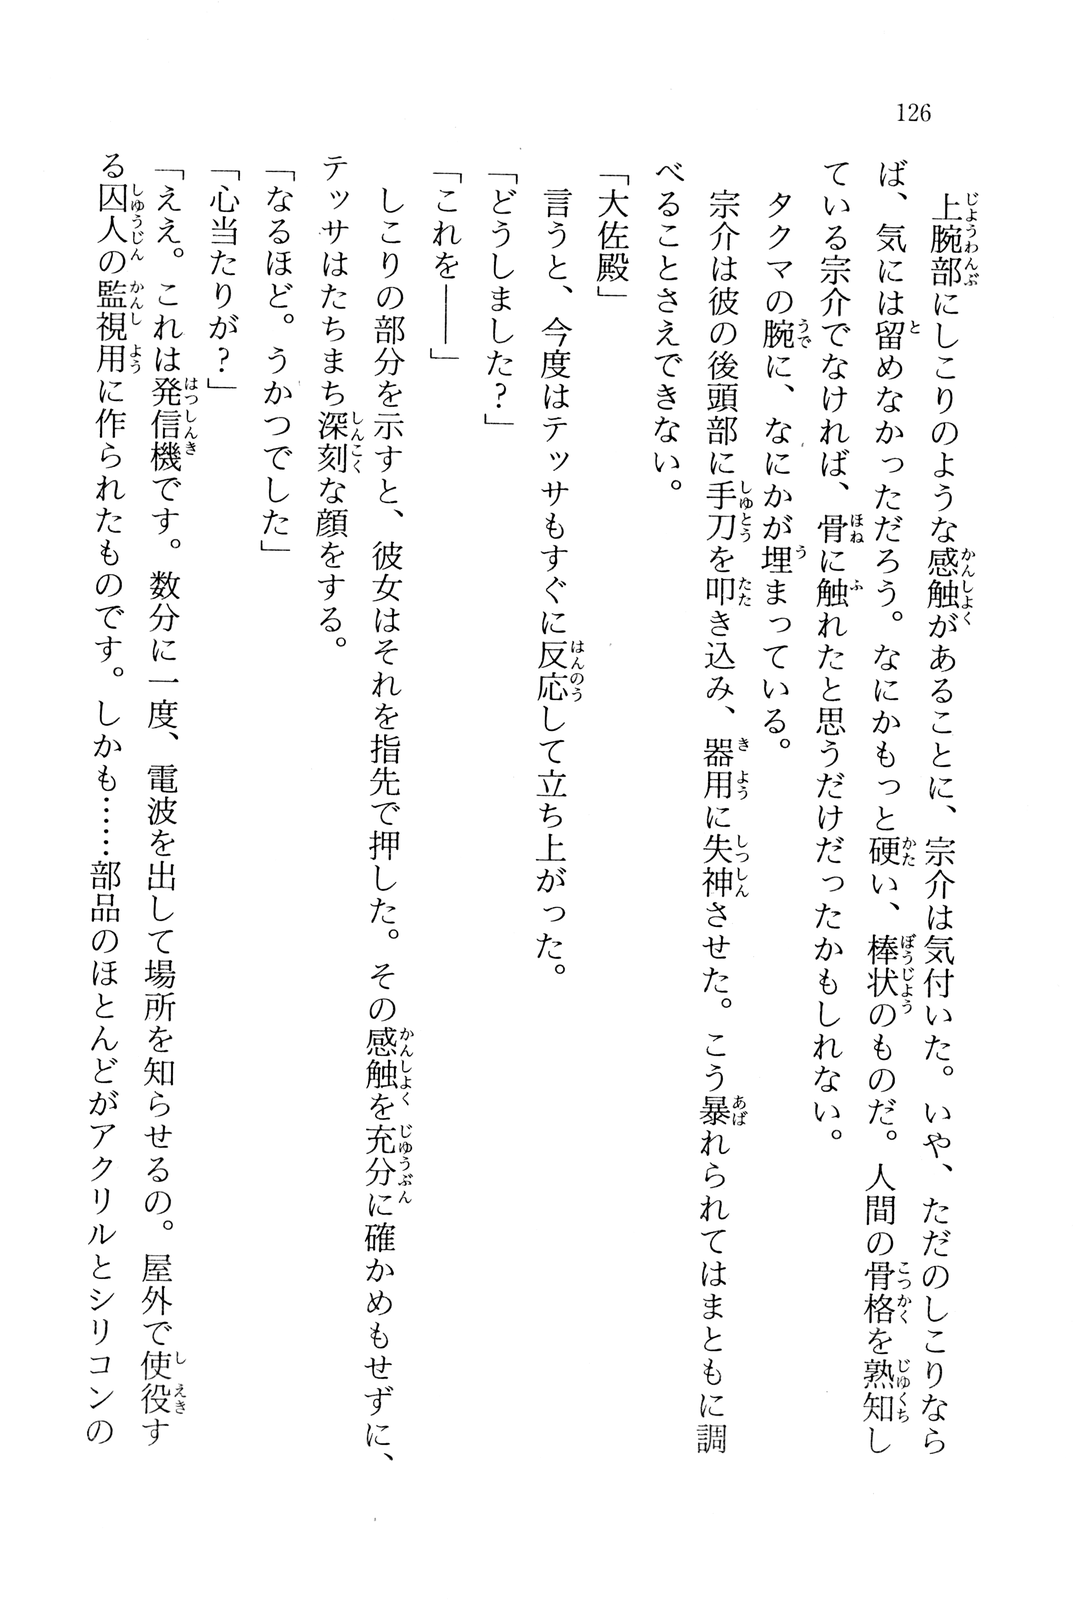 126
上腕部にしこりのような感触があることに、宗介は気付いた。いや、ただのしこりなら
ば、気には留めなかっただろう。なにかもっと硬い、棒状のものだ。人間の骨格を熟知し
ている宗介でなければ、骨に触れたと思うだけだったかもしれない。
タクマの腕に、なにかが埋まっている。
宗介は彼の後頭部に手刀を叩き込み、器用に失神させた。こう暴れられてはまともに調
べることさえできない。
「大佐殿」
言うと、今度はテッサもすぐに反応して立ち上がった。
「どうしました?」
「これを――」
しこりの部分を示すと、彼女はそれを指先で押した。その感触を充分に確かめもせずに、
テッサはたちまち深刻な顔をする。
「なるほど。うかつでした」
「心当たりが?」
「ええ。これは発信機です。数分に一度、電波を出して場所を知らせるの。屋外で使役す
る囚人の監視用に作られたものです。しかも……部品のほとんどがアクリルとシリコンの